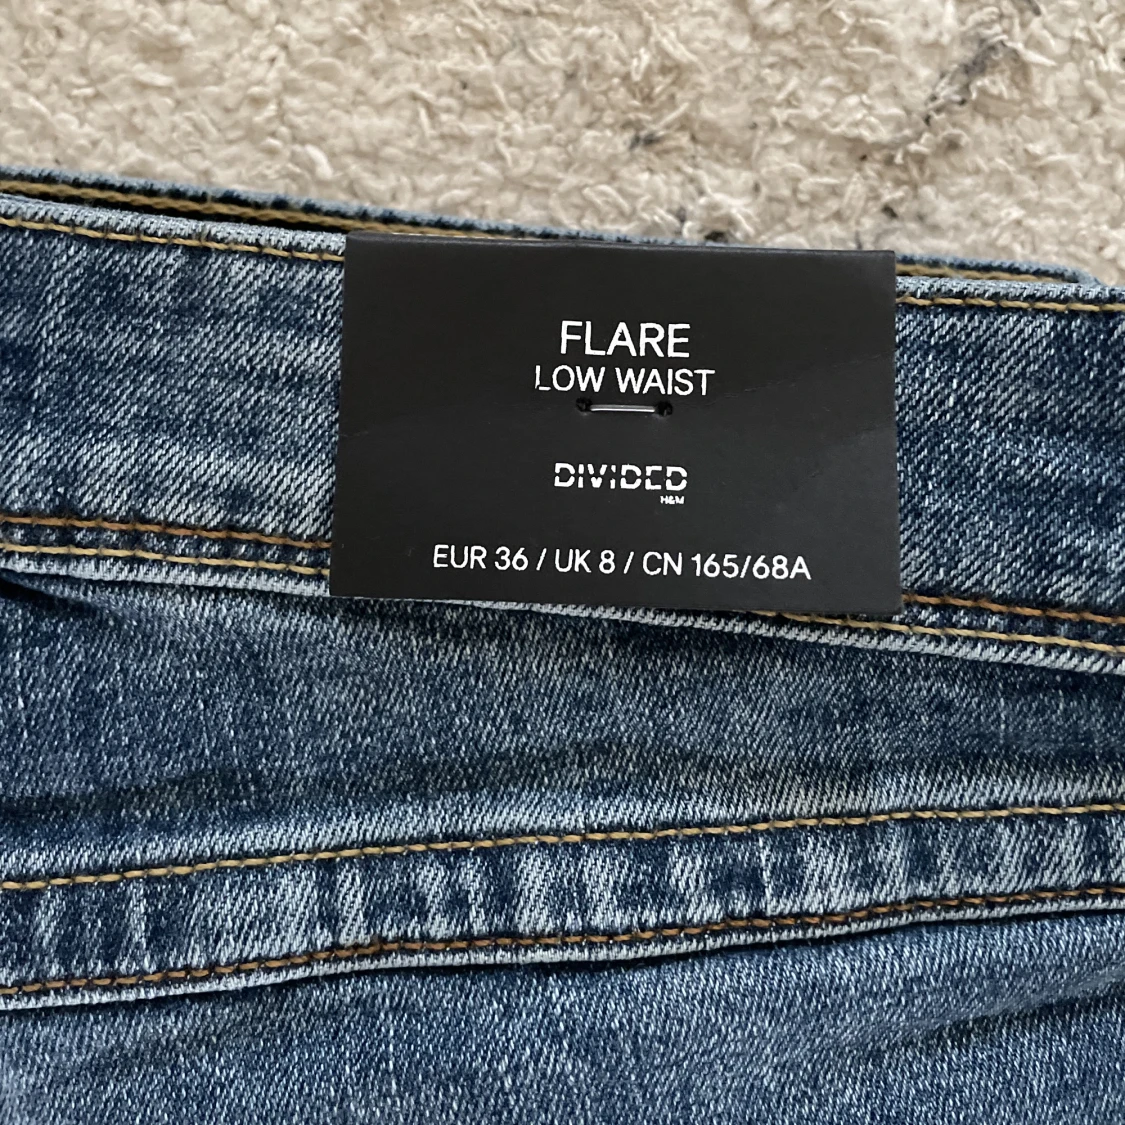 FLARE
LOW WAIST
DIVIDED
H&M
EUR 36 / UK 8 / CN 165/68A